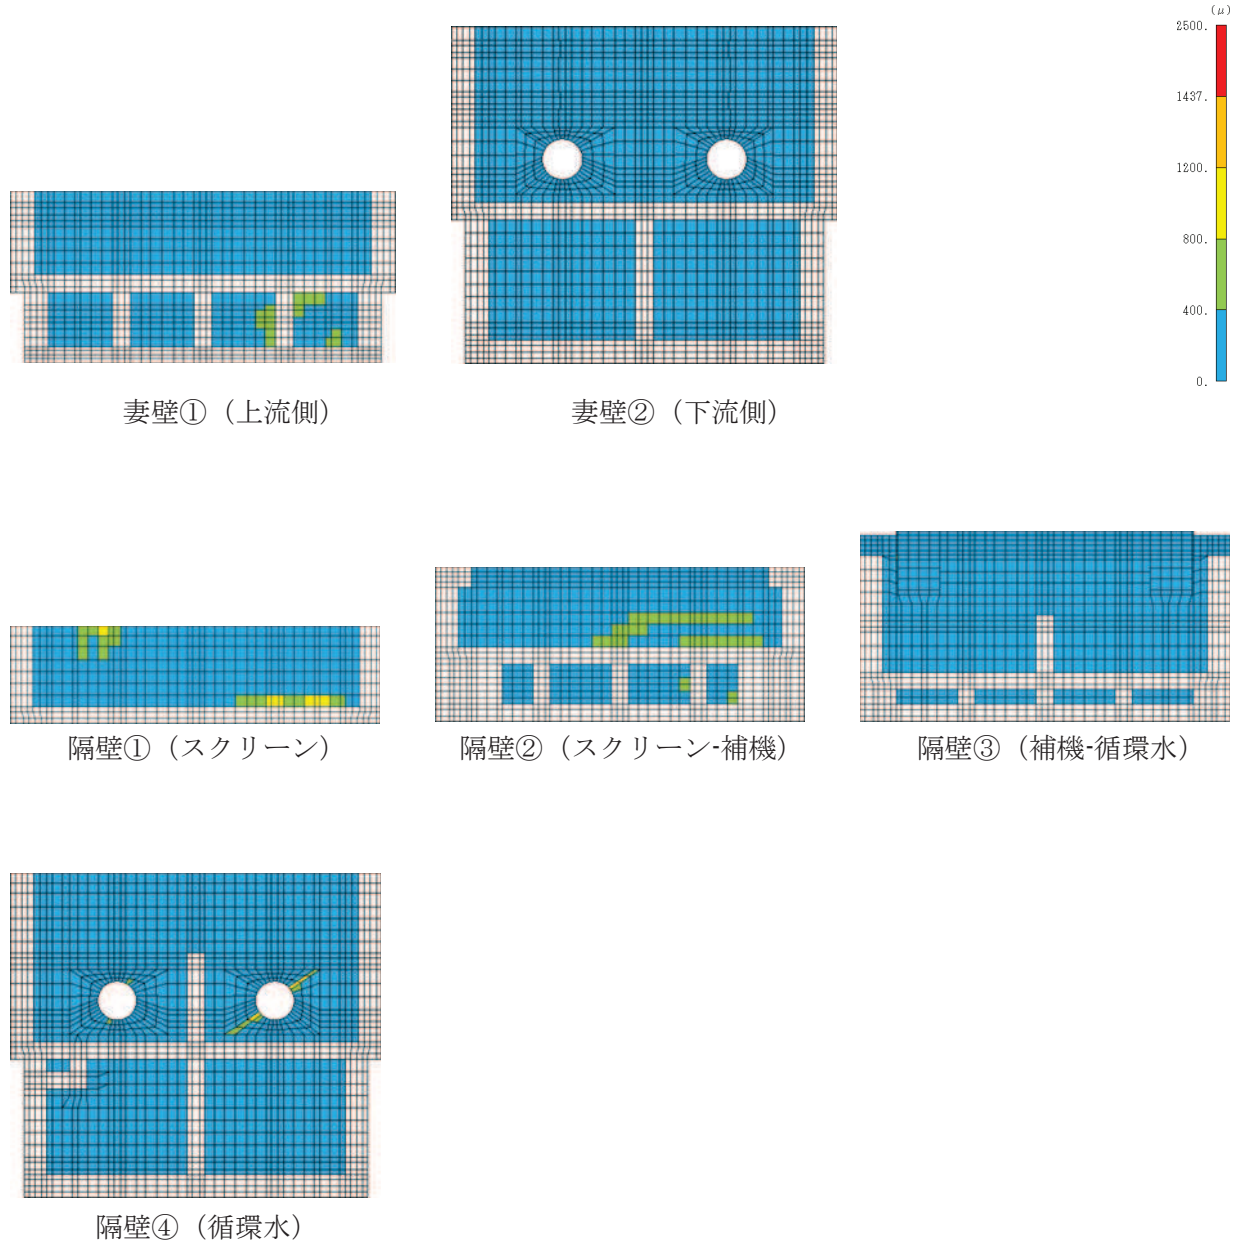 (μ)
2500.
1437.
1200.
800.
400.
0.
妻壁①（上流側）
妻壁②（下流側）
隔壁①（スクリーン）
隔壁②（スクリーン-補機）
隔壁③（補機-循環水）
隔壁④（循環水）